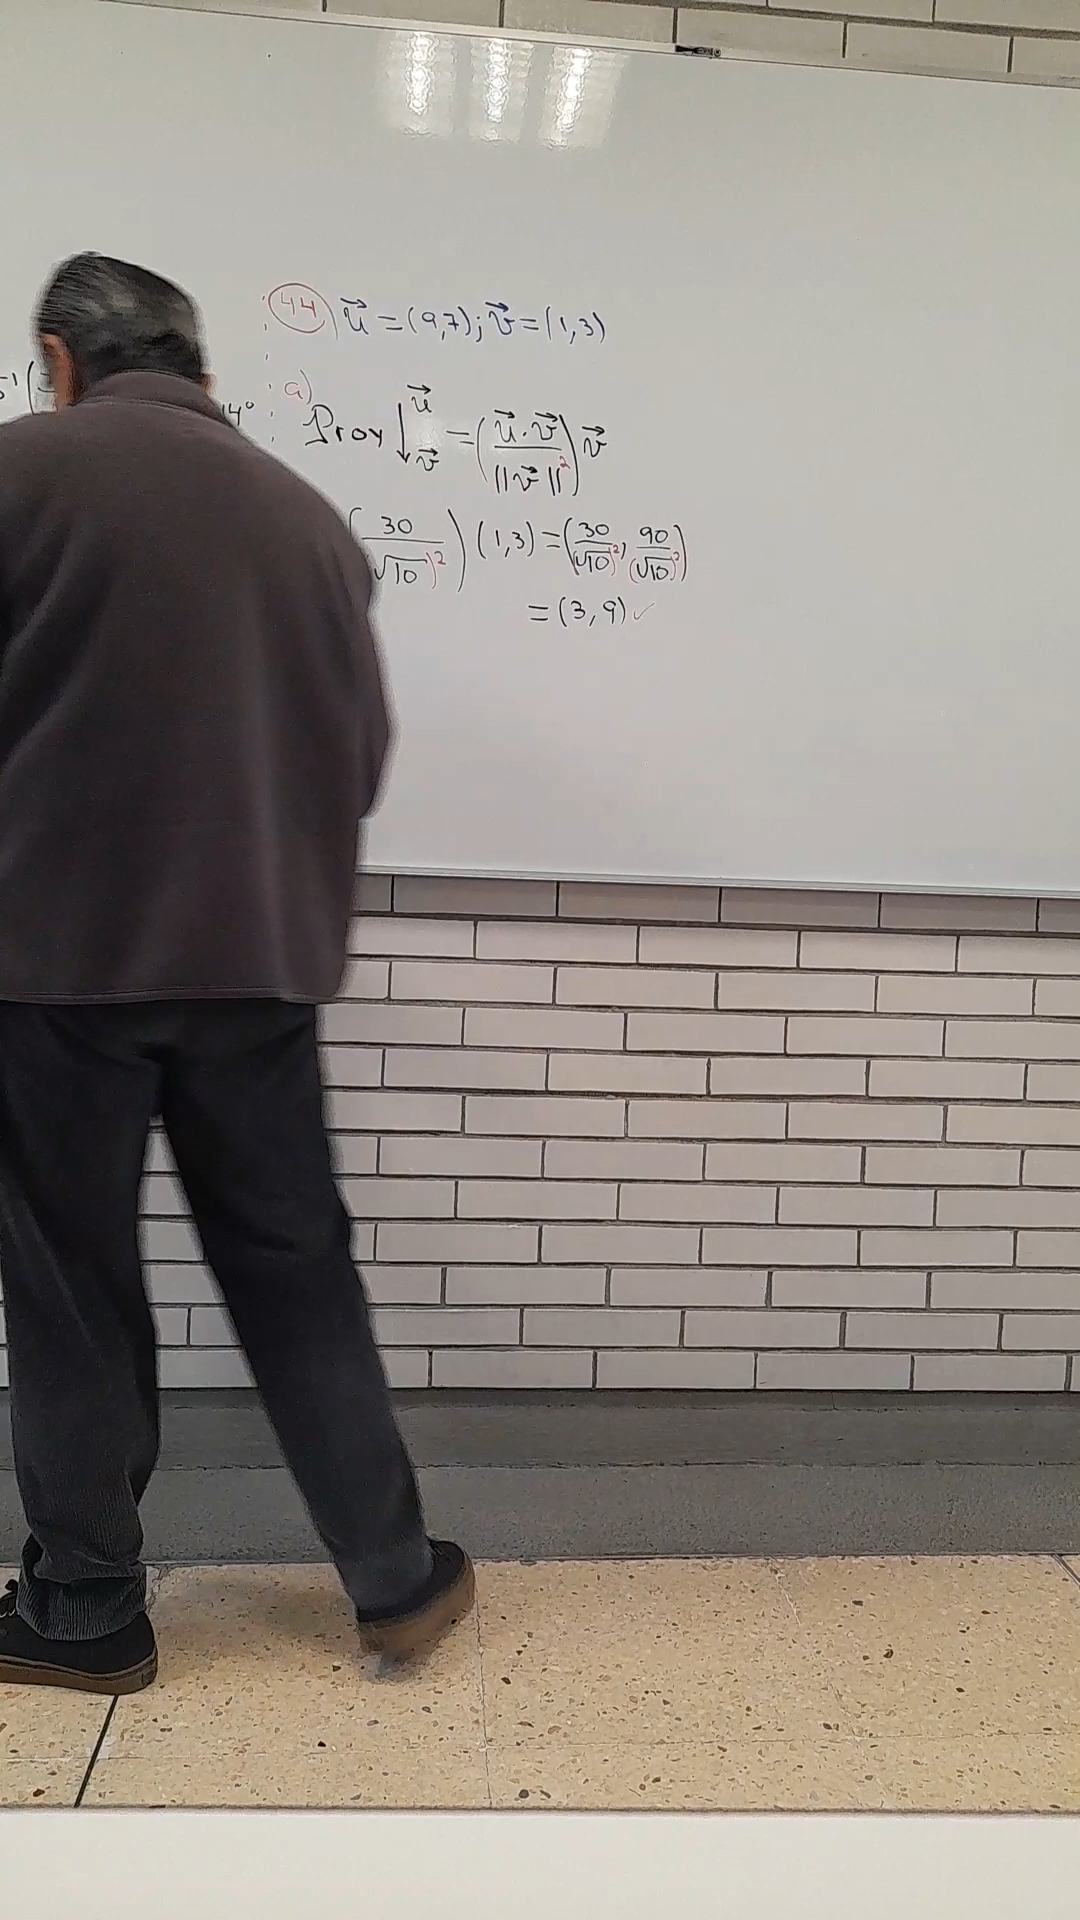 44) u⃗ = (9,7); v⃗ = (1,3)
a)
Proy ↓ u⃗ v⃗ = (u⃗ · v⃗ / ||v⃗||²) v⃗
(30 / √10)²) (1,3) = (30 / (√10)², 90 / (√10)²)
= (3,9) ✓
14°